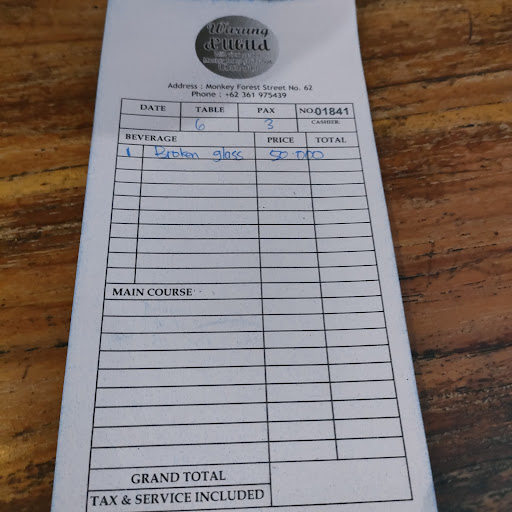 Warung
d'Ubud
Address : Monkey Forest Street No. 62
Phone : +62 361 975439
DATE TABLE PAX NO:01841
6 3 CASHIER:
BEVERAGE PRICE TOTAL
1 Broken glass 50.000
MAIN COURSE
GRAND TOTAL
TAX & SERVICE INCLUDED